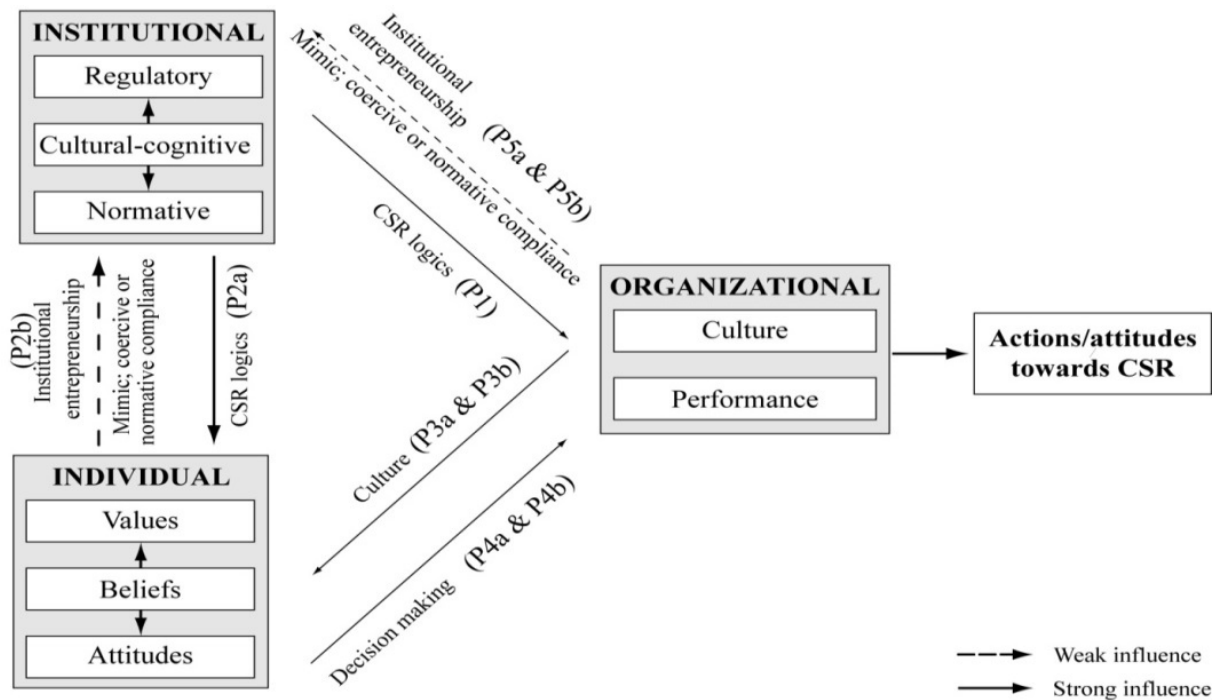 INSTITUTIONAL
Regulatory
Cultural-cognitive
Normative
Institutional
entrepreneurship
Mimic; coercive or normative compliance
(P5a & P5b)
CSR logics (P1)
(P2b)
Institutional
entrepreneurship
Mimic; coercive or
normative compliance
CSR logics (P2a)
ORGANIZATIONAL
Culture
Performance
Actions/attitudes
towards CSR
Culture (P3a & P3b)
Decision making (P4a & P4b)
INDIVIDUAL
Values
Beliefs
Attitudes
Weak influence
Strong influence